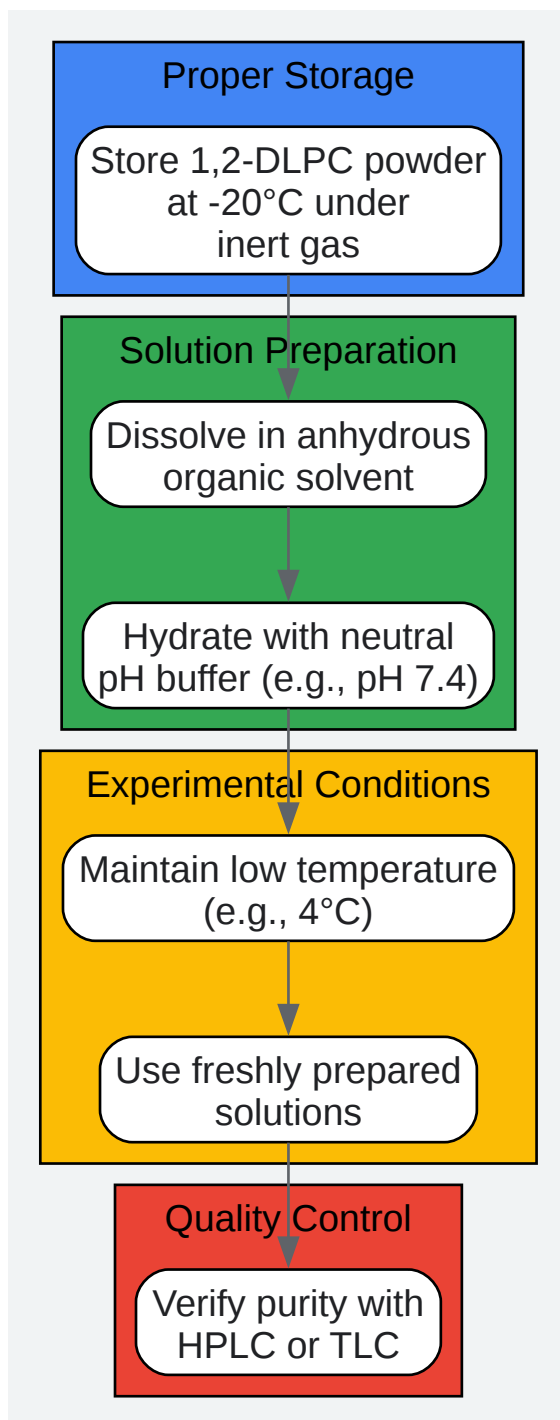 Proper Storage
Store 1,2-DLPC powder
at -20°C under
inert gas
Solution Preparation
Dissolve in anhydrous
organic solvent
Hydrate with neutral
pH buffer (e.g., pH 7.4)
Experimental Conditions
Maintain low temperature
(e.g., 4°C)
Use freshly prepared
solutions
Quality Control
Verify purity with
HPLC or TLC